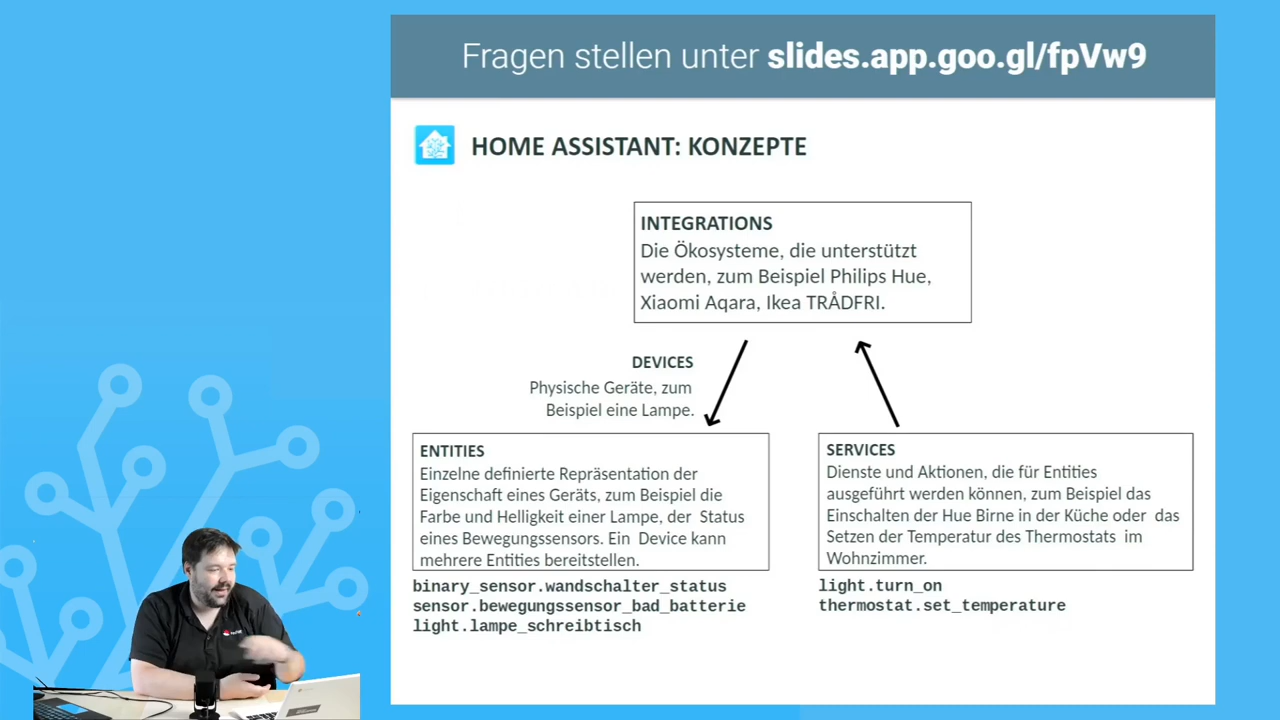 Fragen stellen unter slides.app.goo.gl/fpVw9
HOME ASSISTANT: KONZEPTE
INTEGRATIONS
Die Ökosysteme, die unterstützt
werden, zum Beispiel Philips Hue,
Xiaomi Aqara, Ikea TRÅDFRI.
DEVICES
Physische Geräte, zum
Beispiel eine Lampe.
ENTITIES
Einzelne definierte Repräsentation der
Eigenschaft eines Geräts, zum Beispiel die
Farbe und Helligkeit einer Lampe, der Status
eines Bewegungssensors. Ein Device kann
mehrere Entities bereitstellen.
binary_sensor.wandschalter_status
sensor.bewegungssensor_bad_batterie
light.lampe_schreibtisch
SERVICES
Dienste und Aktionen, die für Entities
ausgeführt werden können, zum Beispiel das
Einschalten der Hue Birne in der Küche oder das
Setzen der Temperatur des Thermostats im
Wohnzimmer.
light.turn_on
thermostat.set_temperature